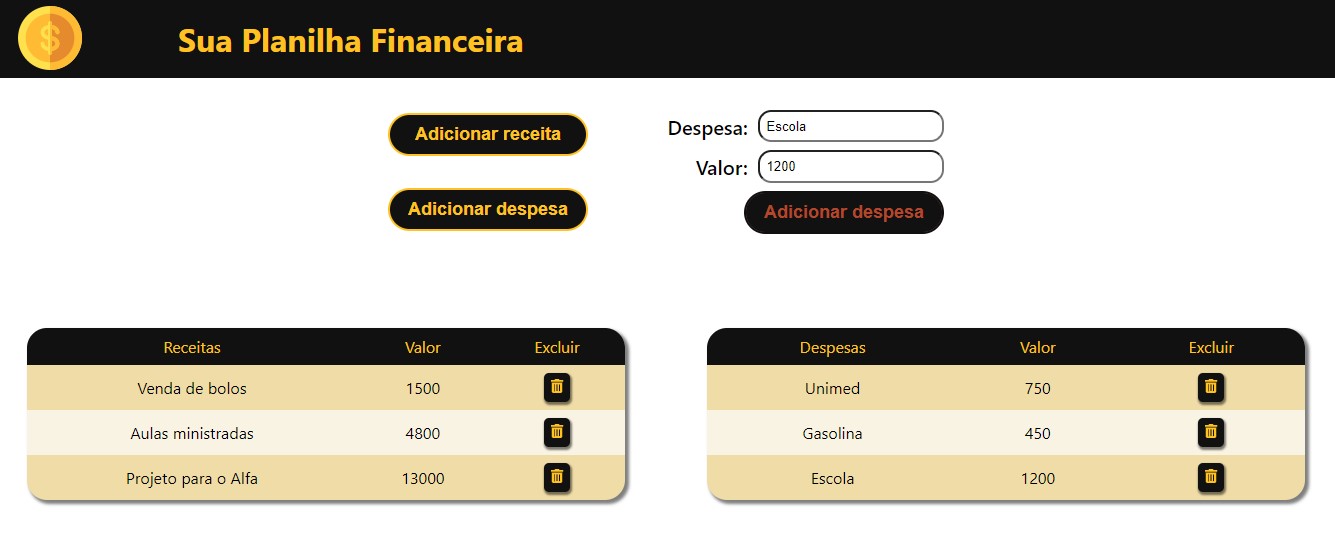 $
Sua Planilha Financeira
Adicionar receita
Adicionar despesa
Despesa: Escola
Valor: 1200
Adicionar despesa
Receitas Valor Excluir
Venda de bolos 1500
Aulas ministradas 4800
Projeto para o Alfa 13000
Despesas Valor Excluir
Unimed 750
Gasolina 450
Escola 1200